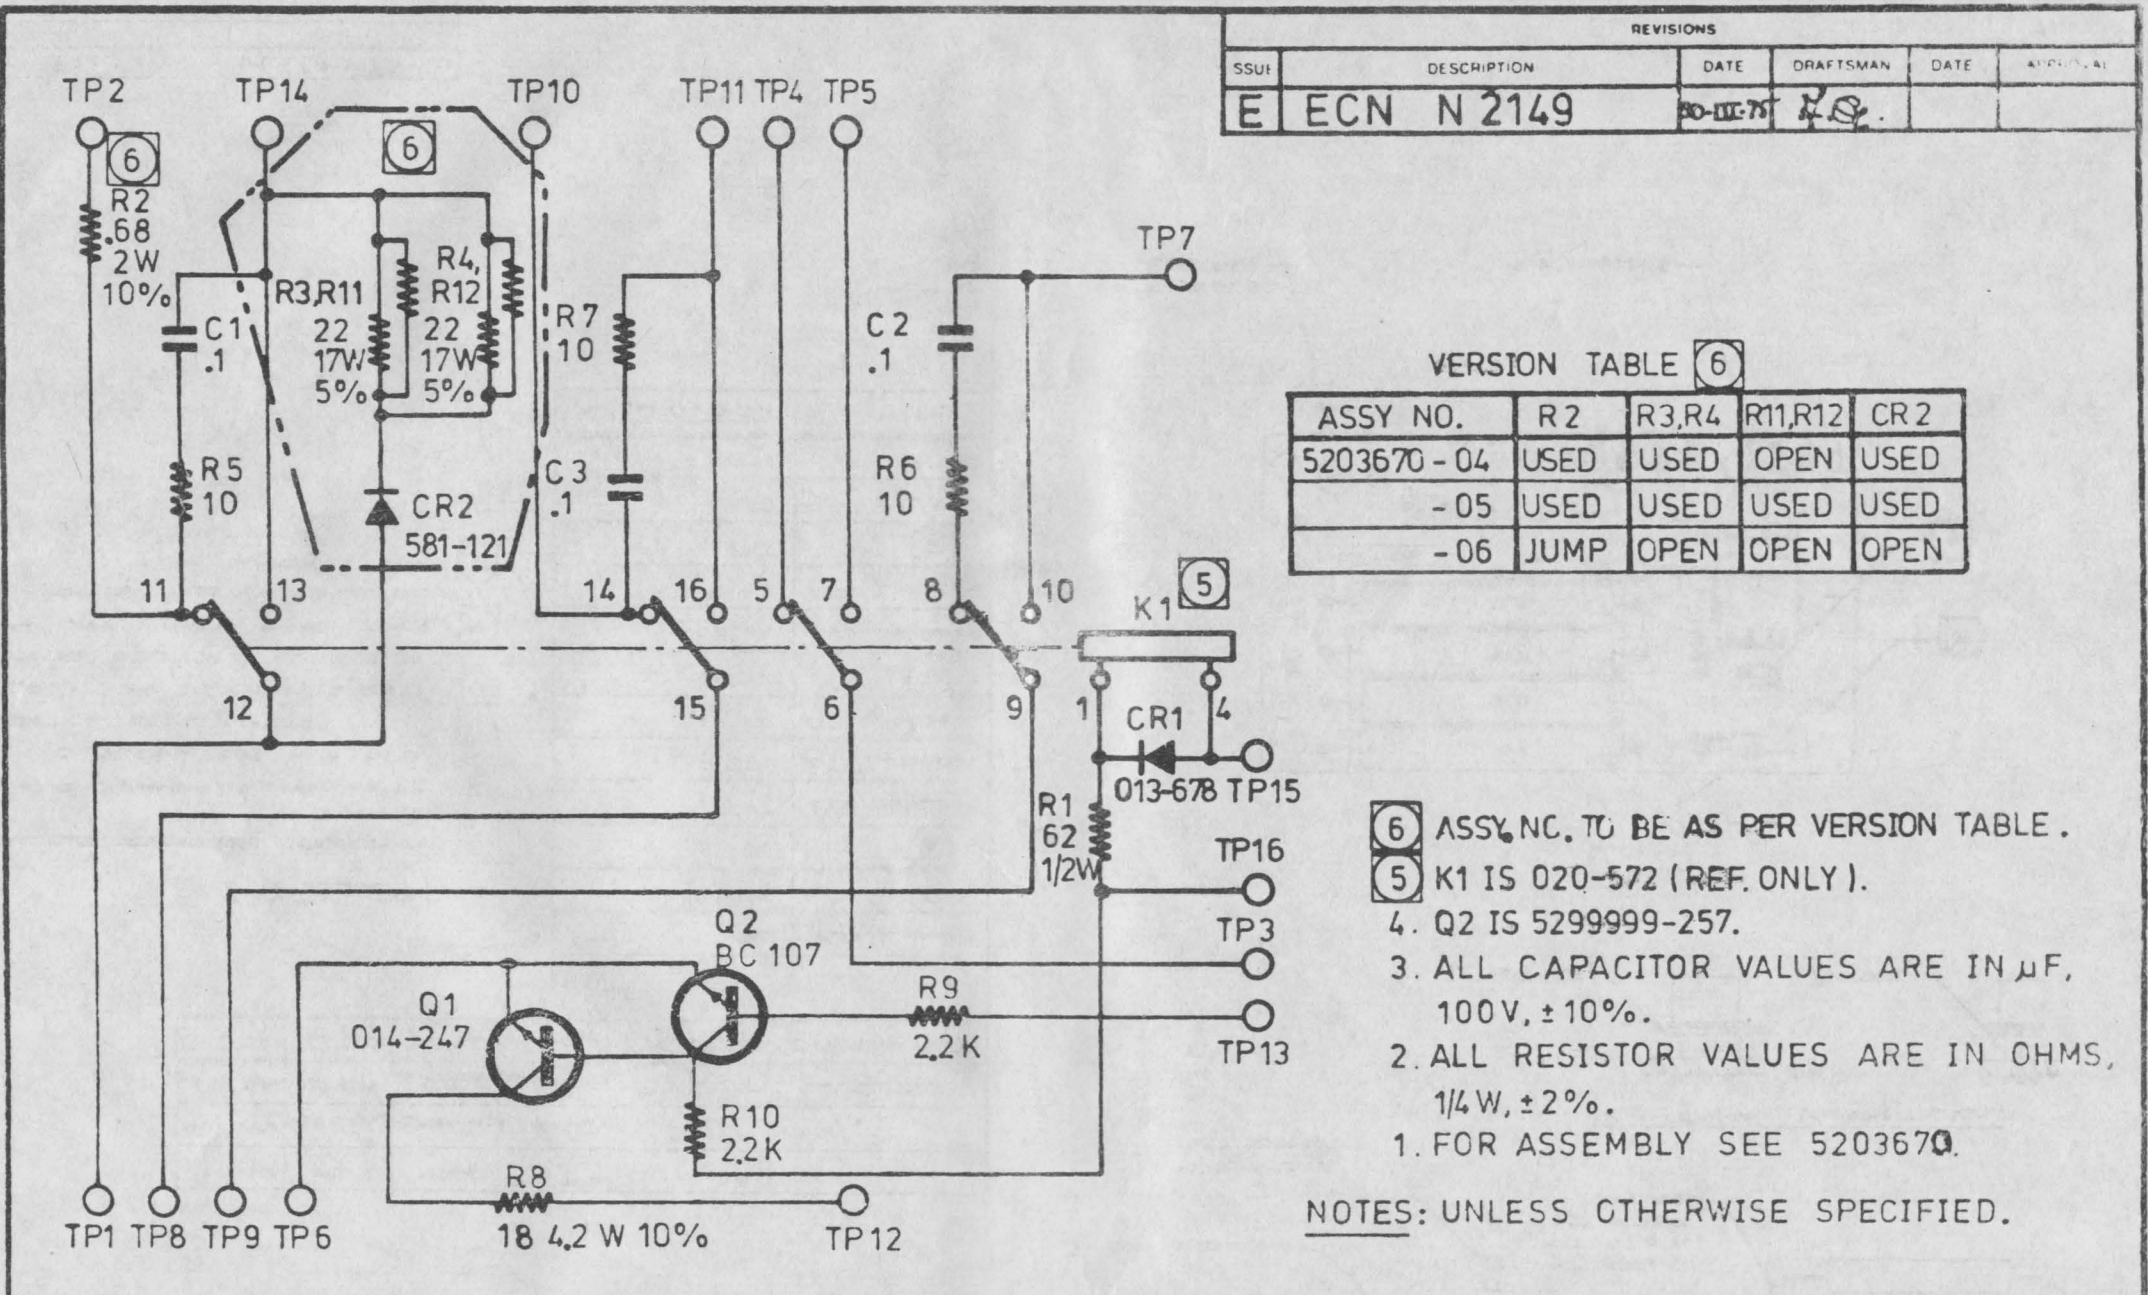 REVISIONS
SSUE DESCRIPTION DATE DRAFTSMAN DATE
E ECN N 2149
TP2 TP14 TP10 TP11 TP4 TP5
6
6
R2
.68
2W
10%
TP7
R3,R11
22
17W
5%
R4,
R12
22
17W
5%
C1
.1
R7
10
C2
.1
R5
10
CR2
581-121
C3
.1
R6
10
VERSION TABLE 6
ASSY NO. R2 R3,R4 R11,R12 CR2
5203670-04 USED USED OPEN USED
-05 USED USED USED USED
-06 JUMP OPEN OPEN OPEN
11 13 14 16 5 7 8 10
K1 5
12 15 6 9 1 4
CR1
013-678 TP15
R1
62
1/2W
TP16
TP3
Q2
BC 107
Q1
014-247
R9
2.2K
TP13
R10
2.2K
R8
18 4.2 W 10%
TP1 TP8 TP9 TP6 TP12
6 ASSY. NC. TO BE AS PER VERSION TABLE.
5 K1 IS 020-572 (REF. ONLY).
4. Q2 IS 5299999-257.
3. ALL CAPACITOR VALUES ARE IN µF,
100V, ±10%.
2. ALL RESISTOR VALUES ARE IN OHMS,
1/4 W, ±2%.
1. FOR ASSEMBLY SEE 5203670.
NOTES: UNLESS OTHERWISE SPECIFIED.